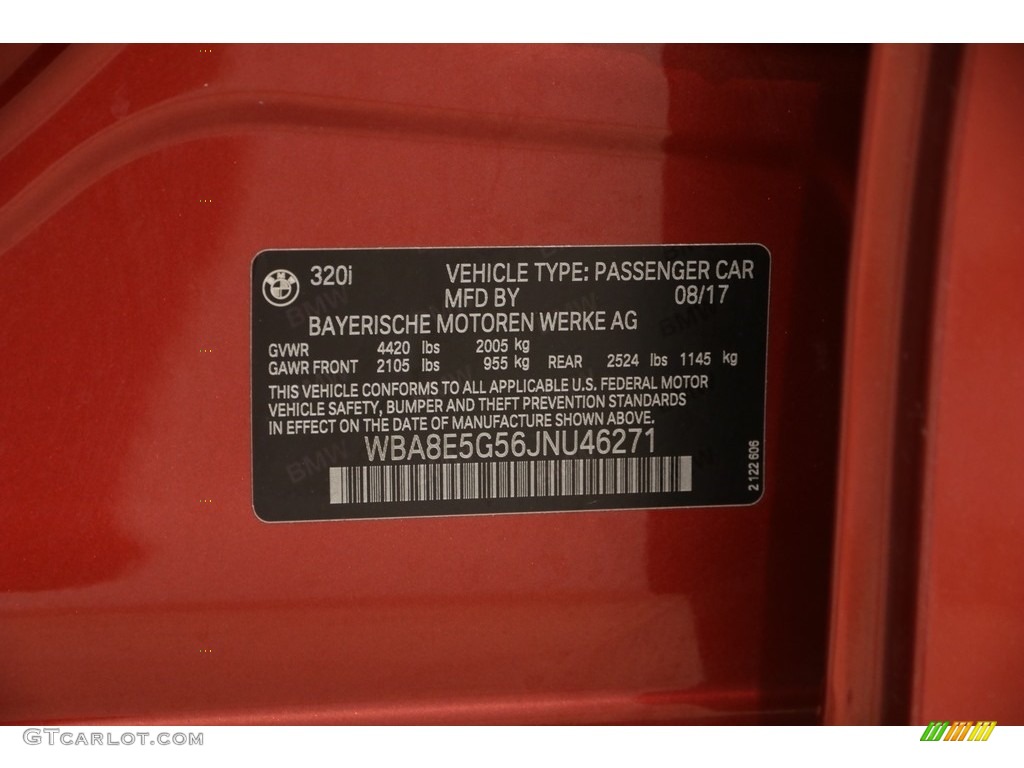 320i VEHICLE TYPE: PASSENGER CAR
MFD BY 08/17
BAYERISCHE MOTOREN WERKE AG
GVWR 4420 lbs 2005 kg
GAWR FRONT 2105 lbs 955 kg REAR 2524 lbs 1145 kg
THIS VEHICLE CONFORMS TO ALL APPLICABLE U.S. FEDERAL MOTOR
VEHICLE SAFETY, BUMPER AND THEFT PREVENTION STANDARDS
IN EFFECT ON THE DATE OF MANUFACTURE SHOWN ABOVE.
WBA8E5G56JNU46271
2 122 606
GTCARLOT.COM